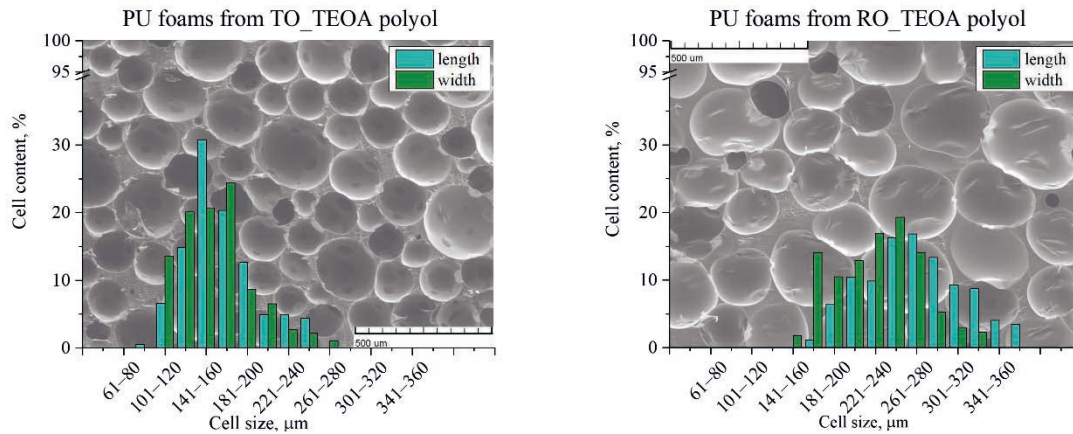 PU foams from TO_TEOA polyol
100
95
30
20
10
0
Cell content, %
length
width
500 um
61–80
101–120
141–160
181–200
221–240
261–280
301–320
341–360
Cell size, μm
PU foams from RO_TEOA polyol
100
95
30
20
10
0
Cell content, %
500 um
length
width
61–80
101–120
141–160
181–200
221–240
261–280
301–320
341–360
Cell size, μm